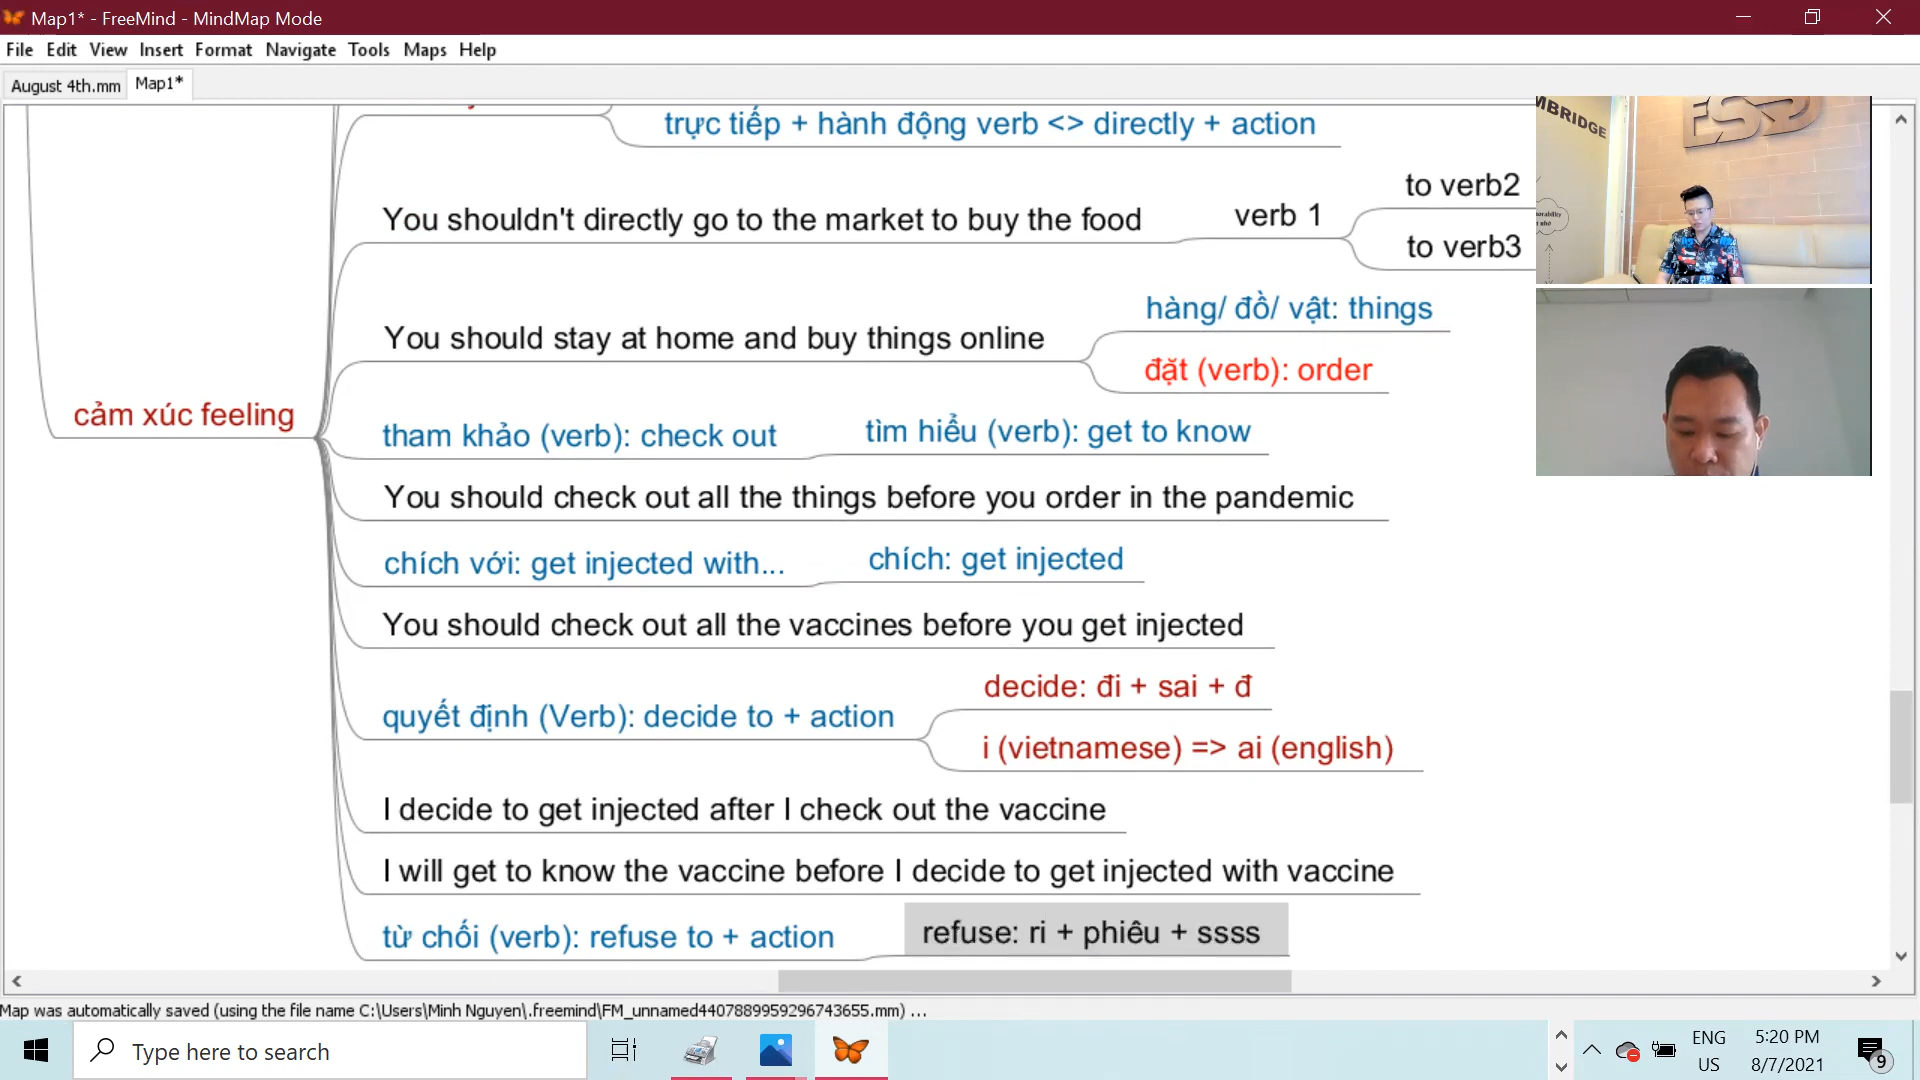 Map1* - FreeMind - MindMap Mode
File Edit View Insert Format Navigate Tools Maps Help
August 4th.mm Map1*
trực tiếp + hành động verb <> directly + action
You shouldn't directly go to the market to buy the food
verb 1
to verb2
to verb3
You should stay at home and buy things online
hàng/ đồ/ vật: things
đặt (verb): order
cảm xúc feeling
tham khảo (verb): check out
tìm hiểu (verb): get to know
You should check out all the things before you order in the pandemic
chích với: get injected with...
chích: get injected
You should check out all the vaccines before you get injected
quyết định (Verb): decide to + action
decide: đi + sai + đ
i (vietnamese) => ai (english)
I decide to get injected after I check out the vaccine
I will get to know the vaccine before I decide to get injected with vaccine
từ chối (verb): refuse to + action
refuse: ri + phiêu + ssss
MBRIDGE
ESD
Map was automatically saved (using the file name C:\Users\Minh Nguyen\.freemind\FM_unnamed4407889959296743655.mm) ...
Type here to search
ENG
US
5:20 PM
8/7/2021
9